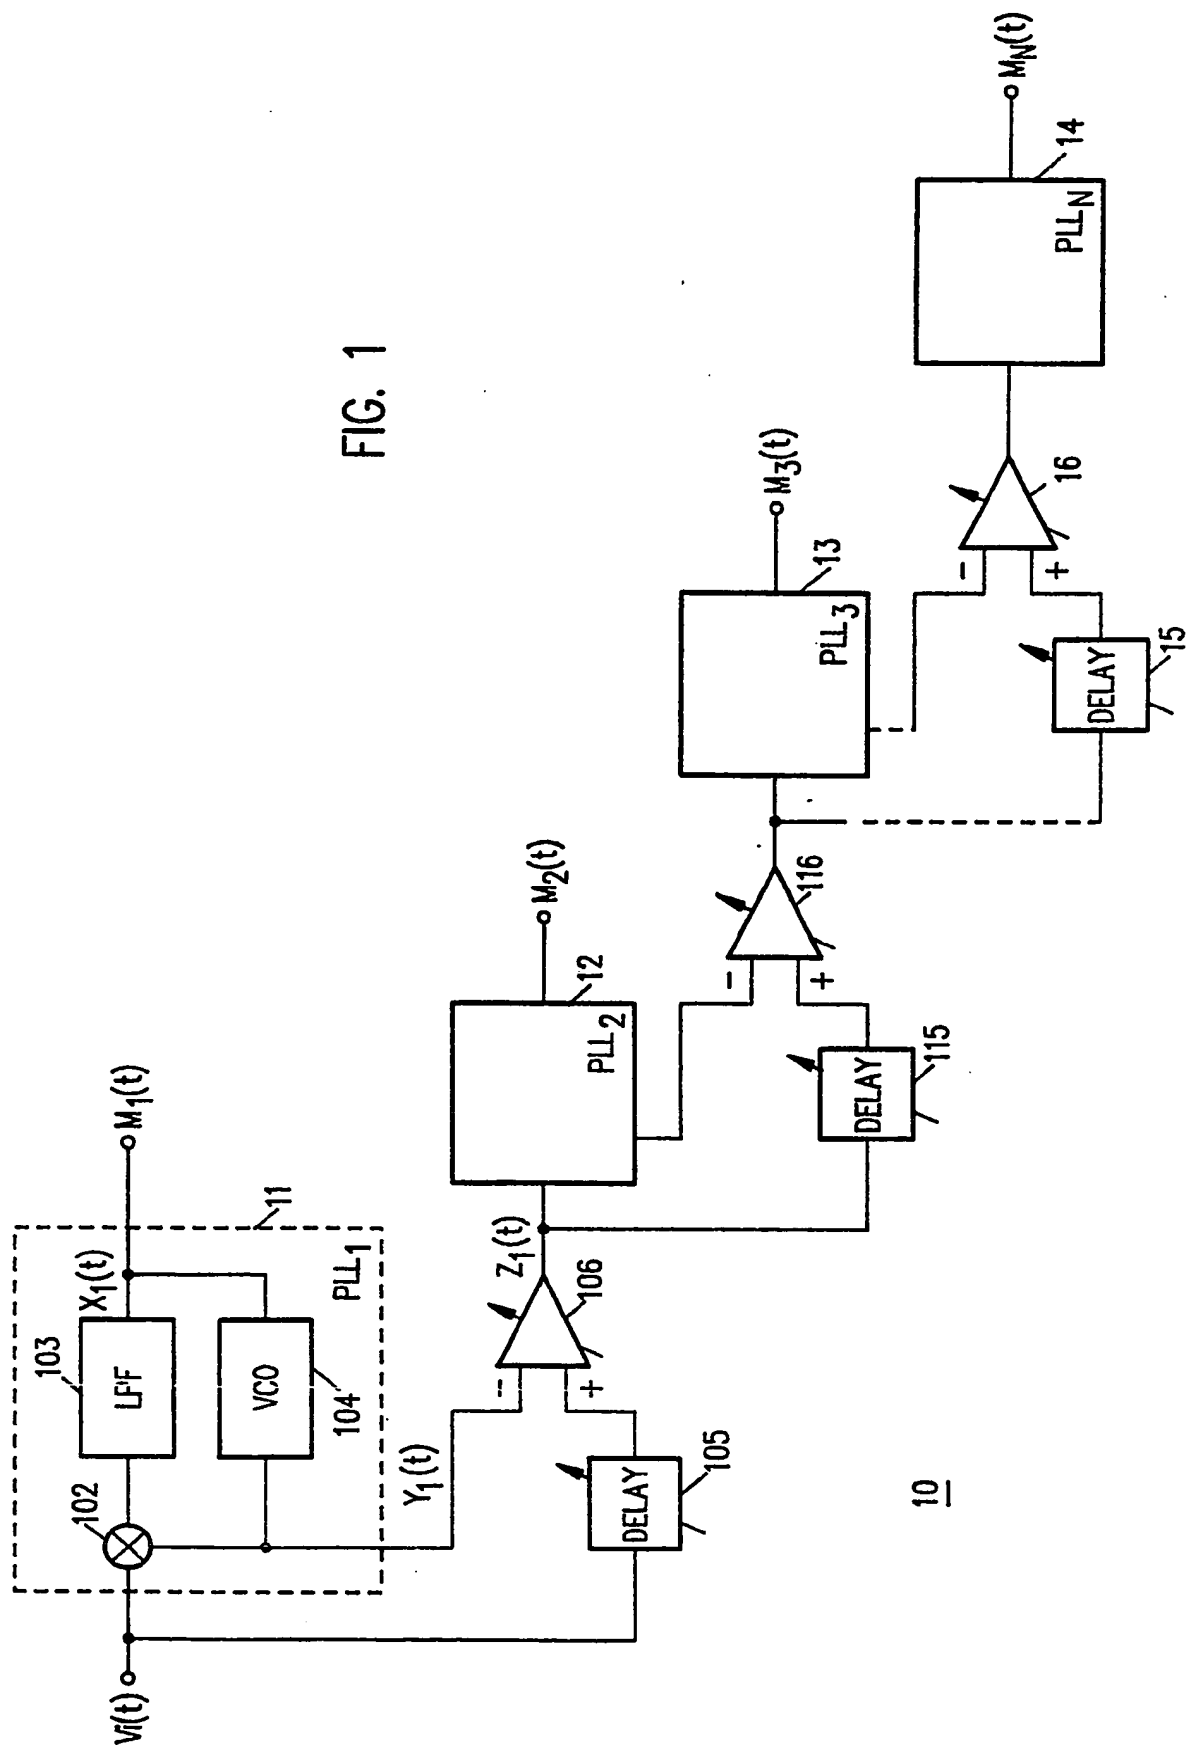 FIG. 1
Vi(t)
102
103
LPF
X1(t)
M1(t)
VCO
104
11
PLL1
Y1(t)
DELAY
105
--
+
106
Z1(t)
12
PLL2
M2(t)
DELAY
115
-
+
116
13
PLL3
M3(t)
DELAY
15
-
+
16
14
PLLN
MN(t)
10